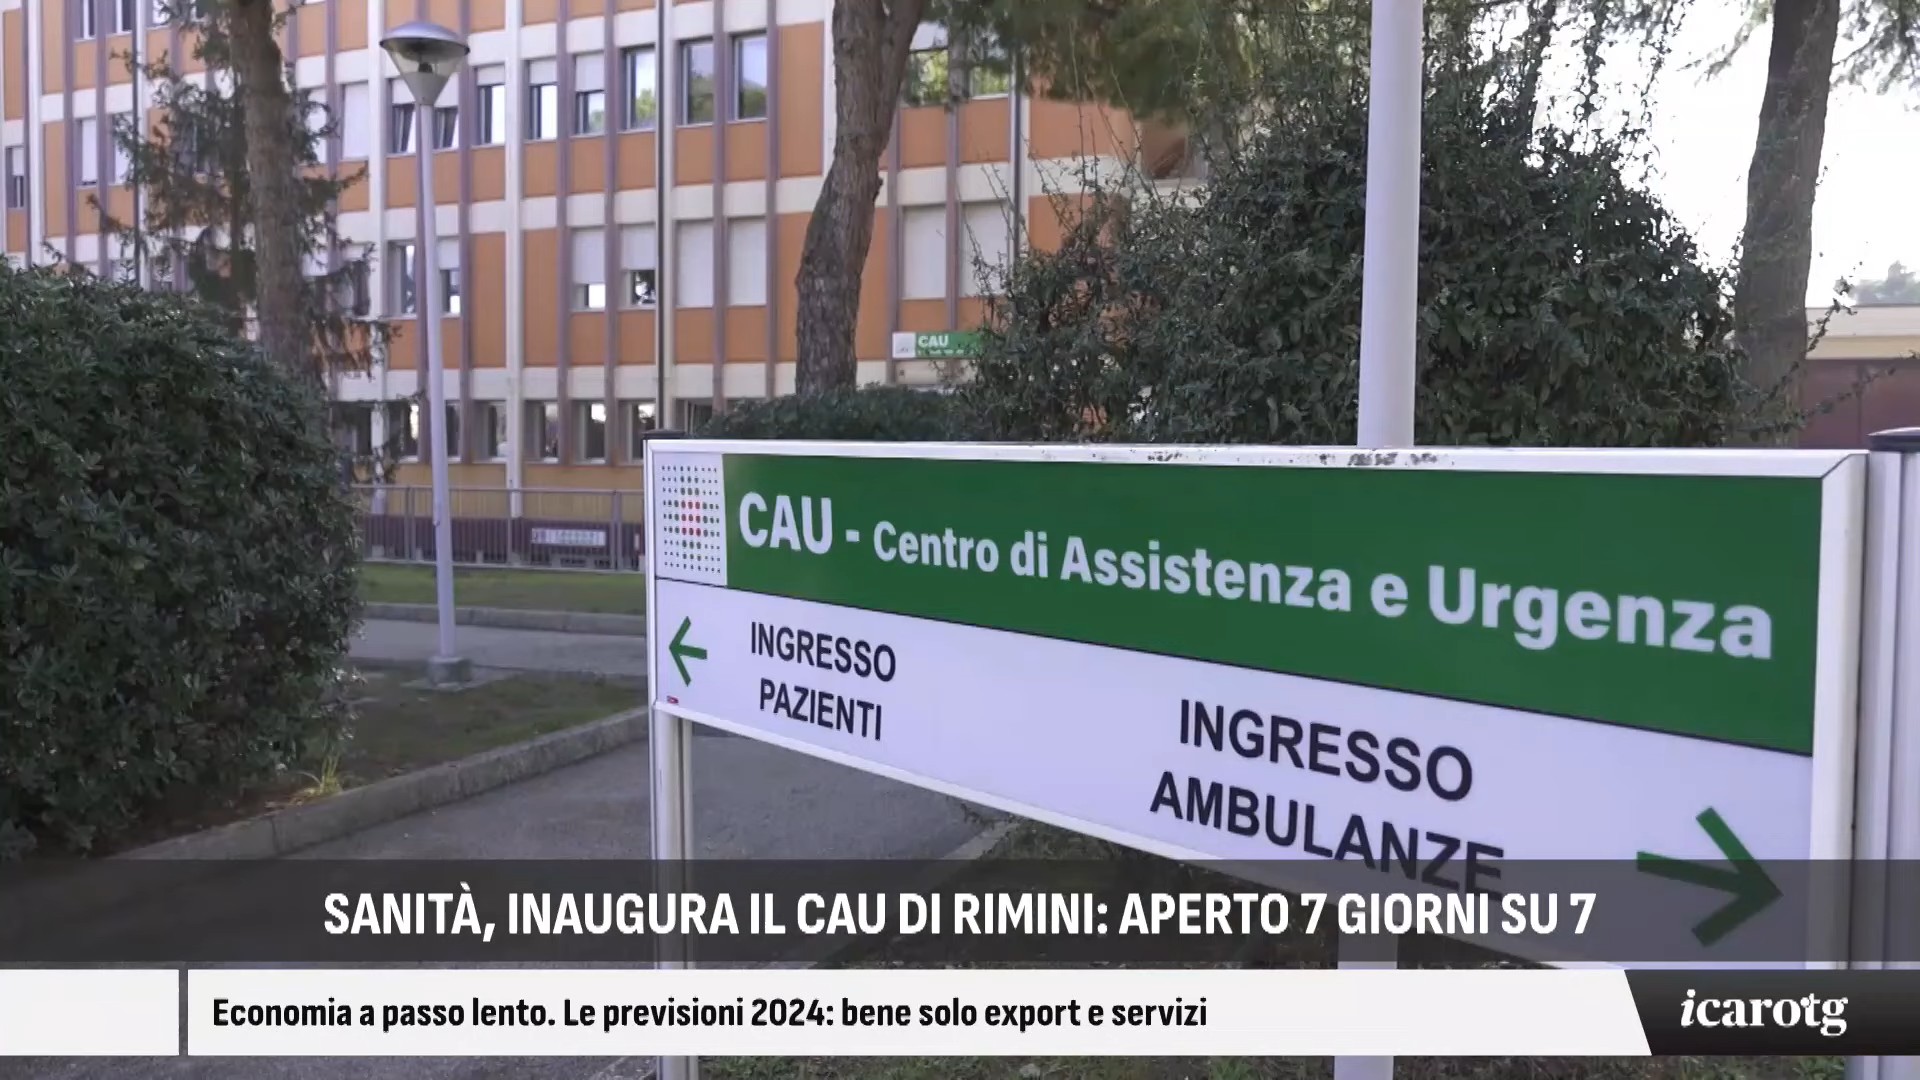 CAU
CAU - Centro di Assistenza e Urgenza
INGRESSO
PAZIENTI
INGRESSO
AMBULANZE
SANITÀ, INAUGURA IL CAU DI RIMINI: APERTO 7 GIORNI SU 7
Economia a passo lento. Le previsioni 2024: bene solo export e servizi
icarotg